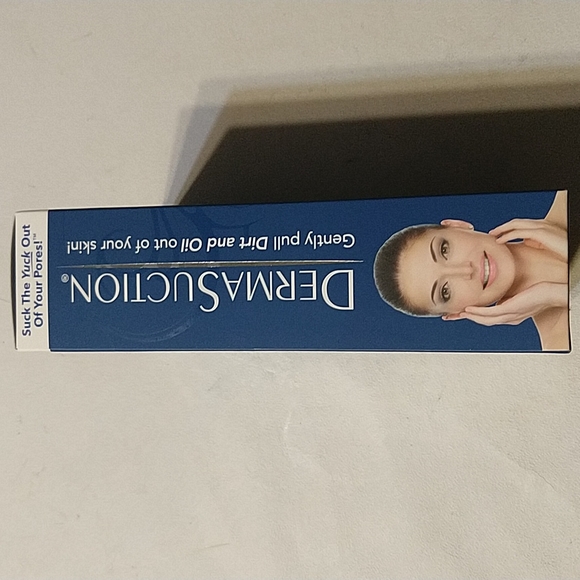 Suck The Yuck Out
Of Your Pores!™
DERMASUCTION®
Gently pull Dirt and Oil out of your skin!